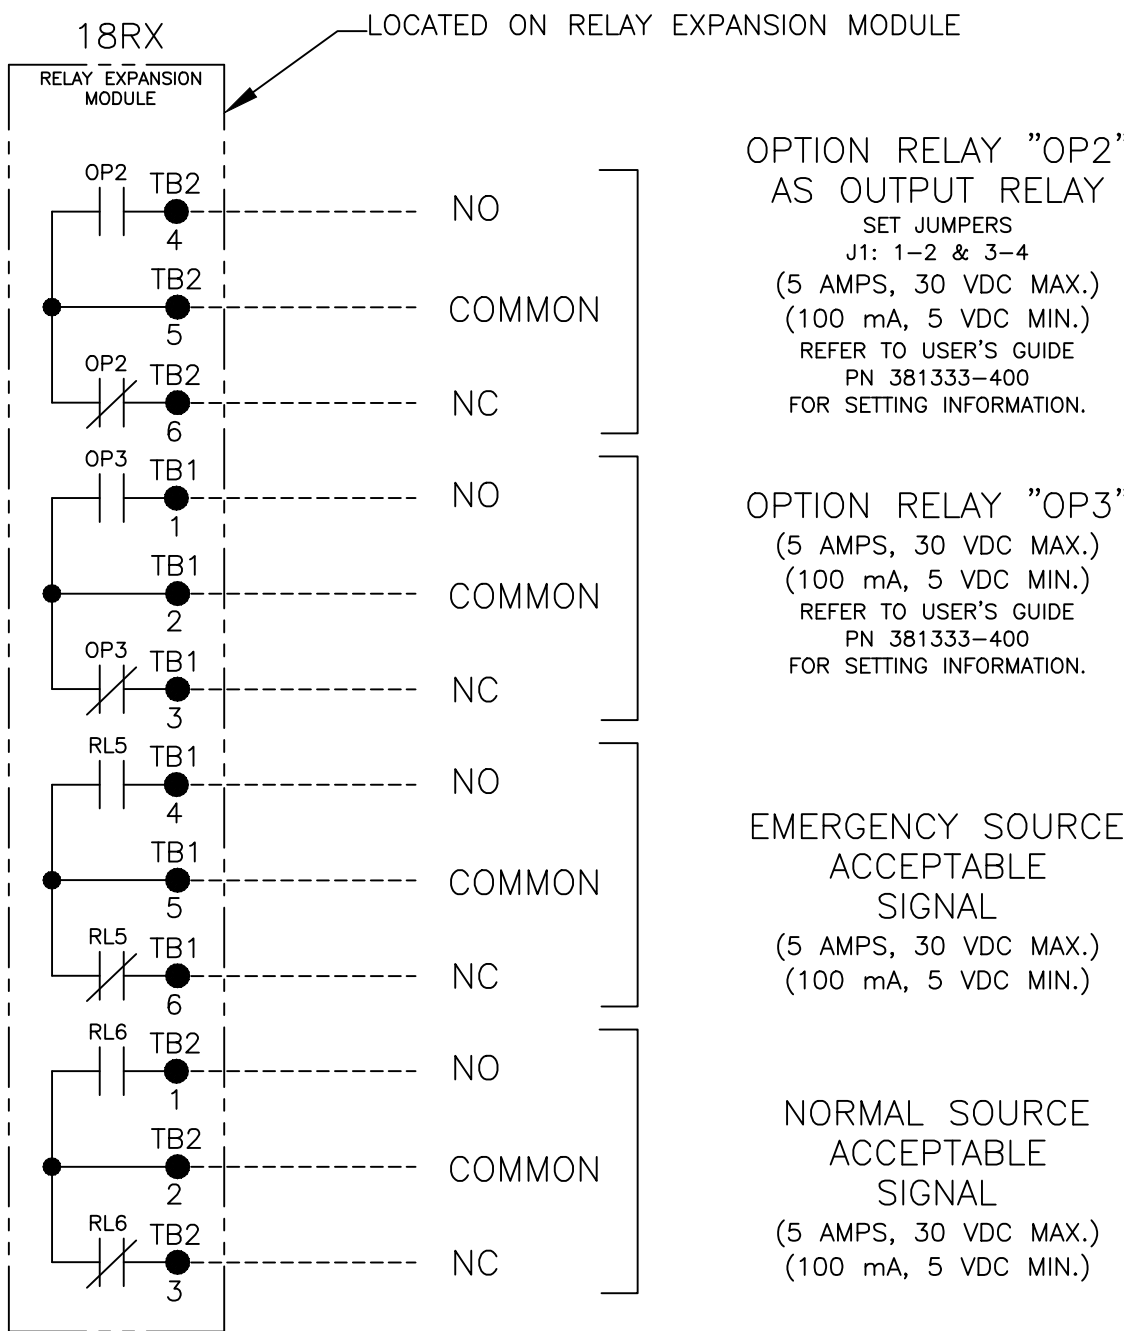 18RX
LOCATED ON RELAY EXPANSION MODULE
RELAY EXPANSION
MODULE
OP2
TB2
4
NO
TB2
5
COMMON
OP2
TB2
6
NC
OPTION RELAY "OP2"
AS OUTPUT RELAY
SET JUMPERS
J1: 1-2 & 3-4
(5 AMPS, 30 VDC MAX.)
(100 mA, 5 VDC MIN.)
REFER TO USER'S GUIDE
PN 381333-400
FOR SETTING INFORMATION.
OP3
TB1
1
NO
TB1
2
COMMON
OP3
TB1
3
NC
OPTION RELAY "OP3"
(5 AMPS, 30 VDC MAX.)
(100 mA, 5 VDC MIN.)
REFER TO USER'S GUIDE
PN 381333-400
FOR SETTING INFORMATION.
RL5
TB1
4
NO
TB1
5
COMMON
RL5
TB1
6
NC
EMERGENCY SOURCE
ACCEPTABLE
SIGNAL
(5 AMPS, 30 VDC MAX.)
(100 mA, 5 VDC MIN.)
RL6
TB2
1
NO
TB2
2
COMMON
RL6
TB2
3
NC
NORMAL SOURCE
ACCEPTABLE
SIGNAL
(5 AMPS, 30 VDC MAX.)
(100 mA, 5 VDC MIN.)